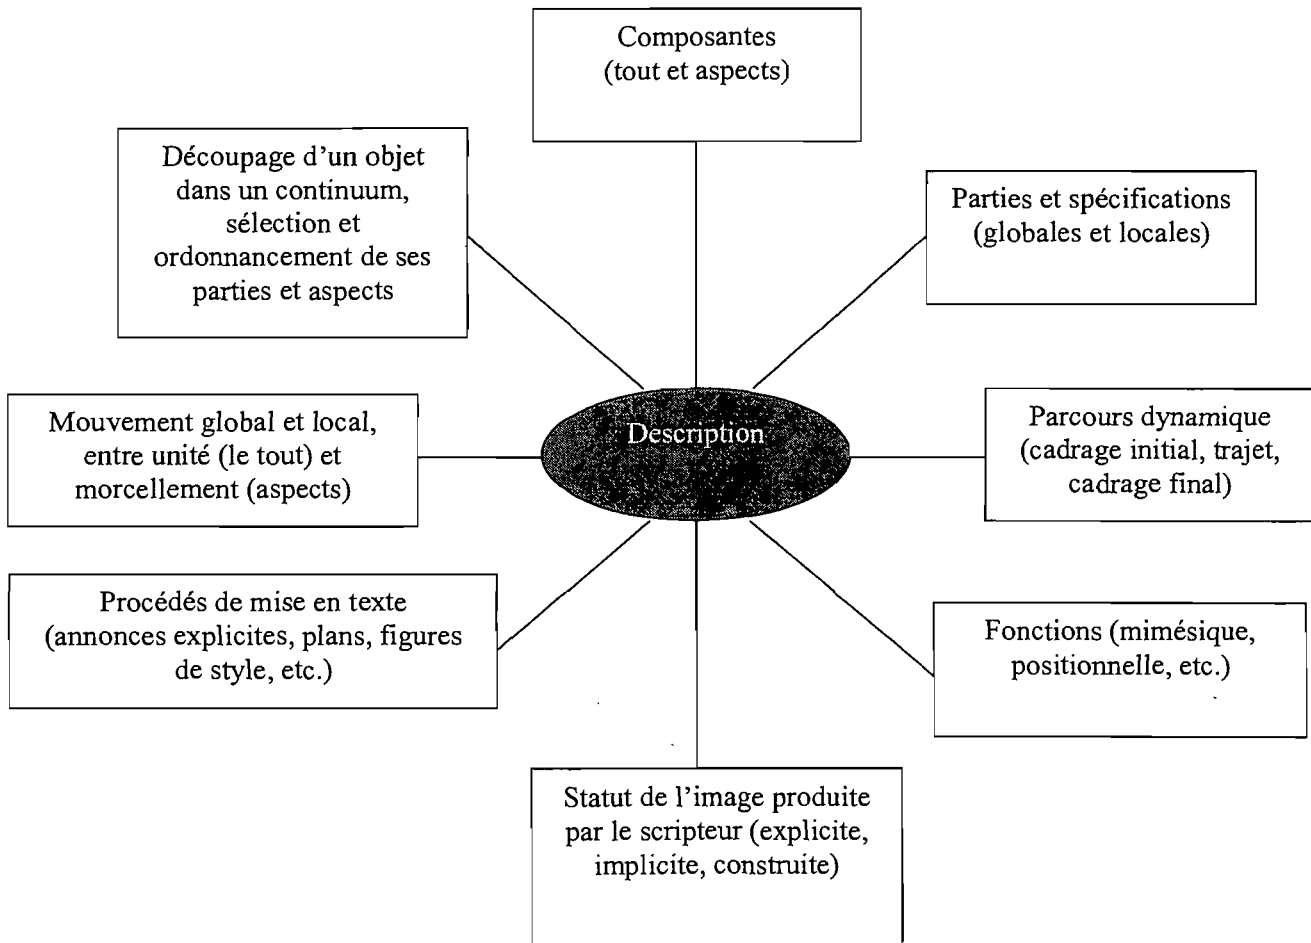 Composantes
(tout et aspects)
Découpage d'un objet
dans un continuum,
sélection et
ordonnancement de ses
parties et aspects
Parties et spécifications
(globales et locales)
Mouvement global et local,
entre unité (le tout) et
morcellement (aspects)
Description
Parcours dynamique
(cadrage initial, trajet,
cadrage final)
Procédés de mise en texte
(annonces explicites, plans, figures
de style, etc.)
Fonctions (mimésique,
positionnelle, etc.)
Statut de l'image produite
par le scripteur (explicite,
implicite, construite)